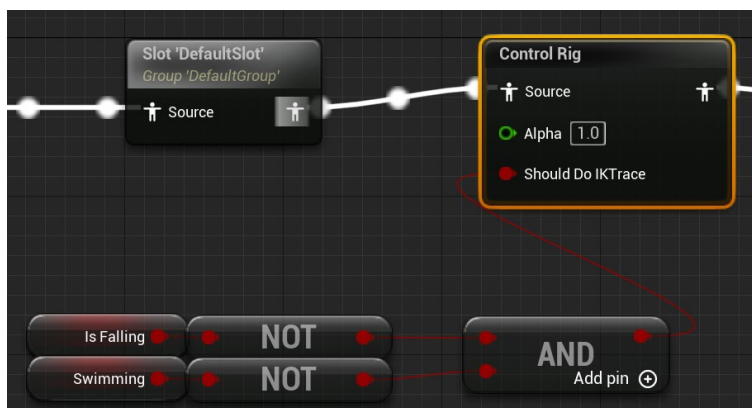 Slot 'DefaultSlot'
Group 'DefaultGroup'
Source
Control Rig
Source
Alpha 1.0
Should Do IKTrace
Is Falling
NOT
Swimming
NOT
AND
Add pin